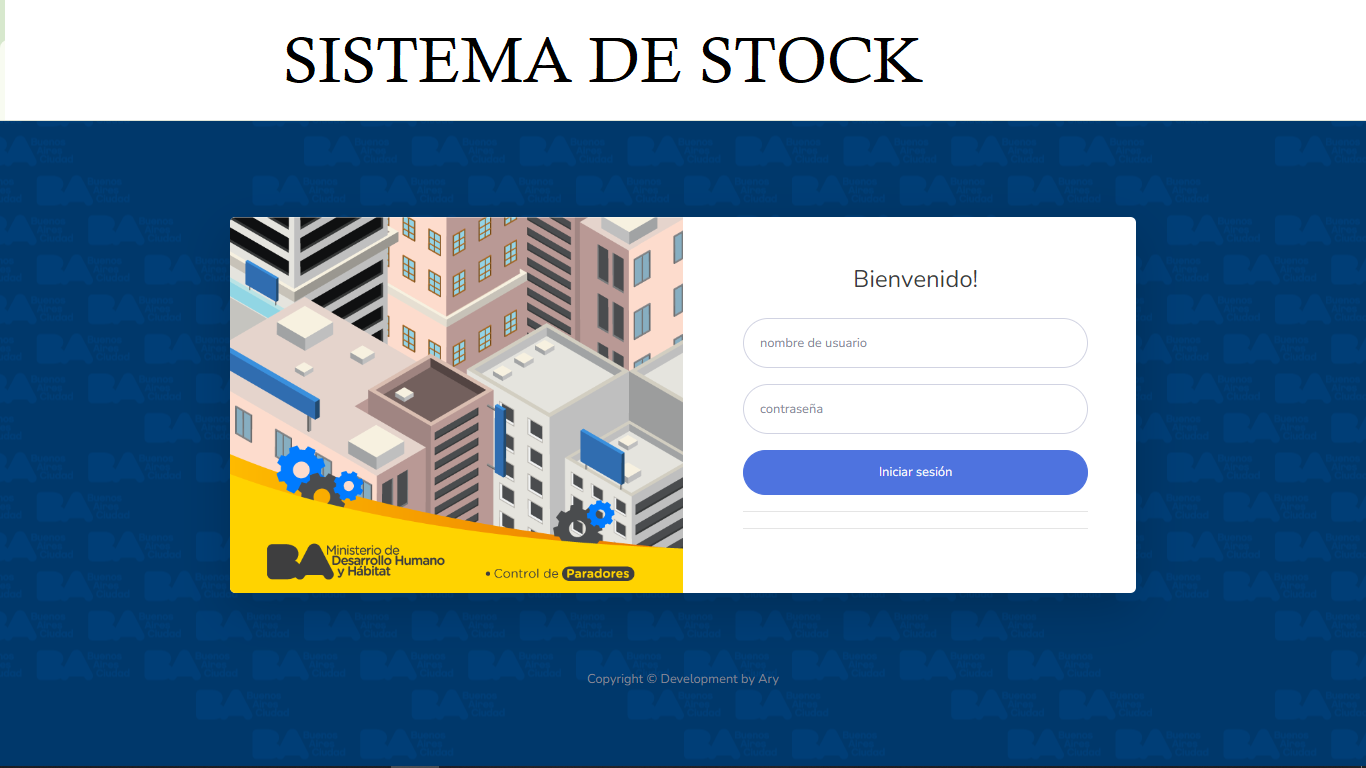 SISTEMA DE STOCK
Bienvenido!
nombre de usuario
contraseña
Iniciar sesión
BA Ministerio de
Desarrollo Humano
y Hábitat
• Control de Paradores
Copyright © Development by Ary